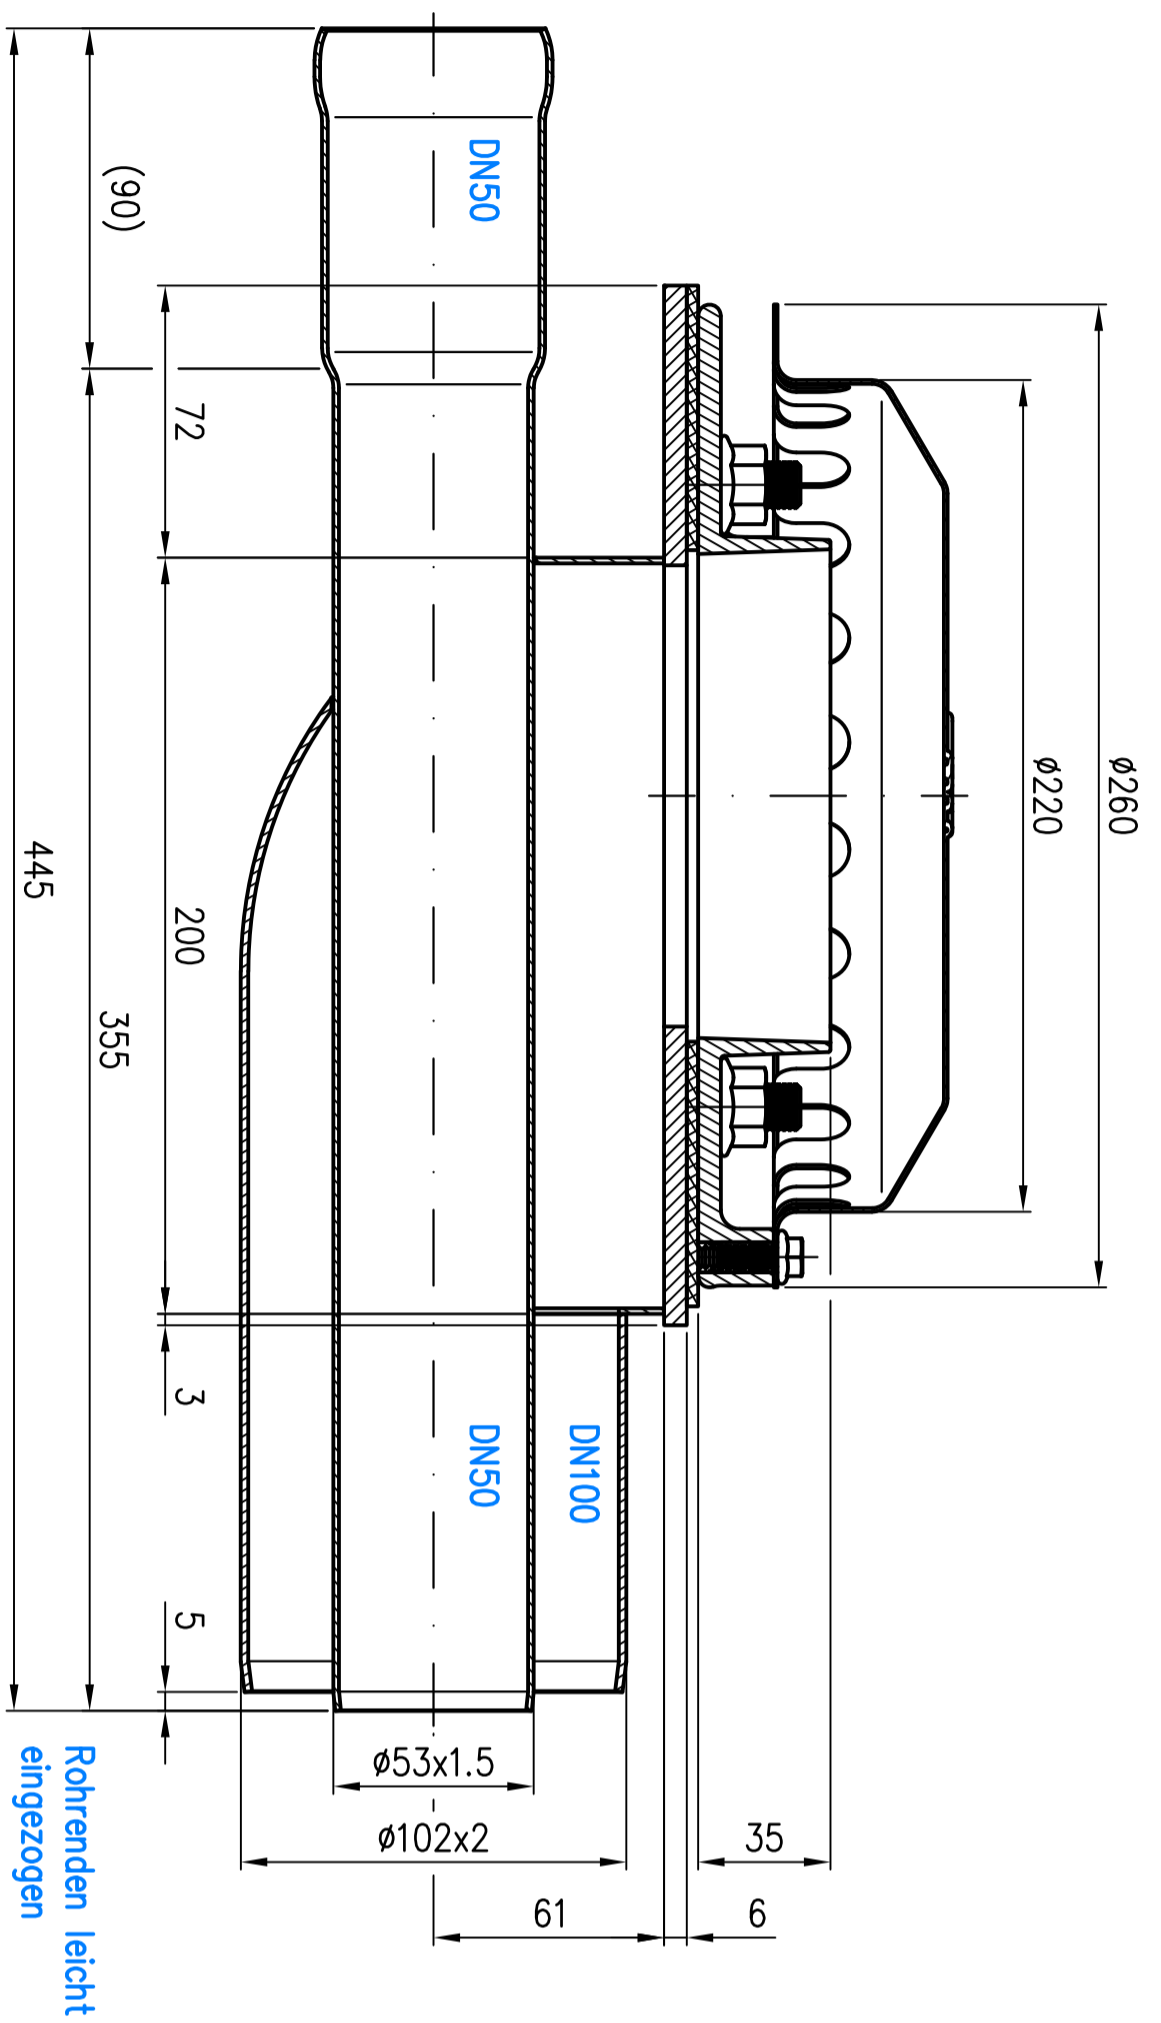 DN50
(90)
72
Ø260
Ø220
445
200
355
3
DN50
DN100
5
Rohrenden leicht
eingezogen
Ø53x1.5
Ø102x2
35
61
6